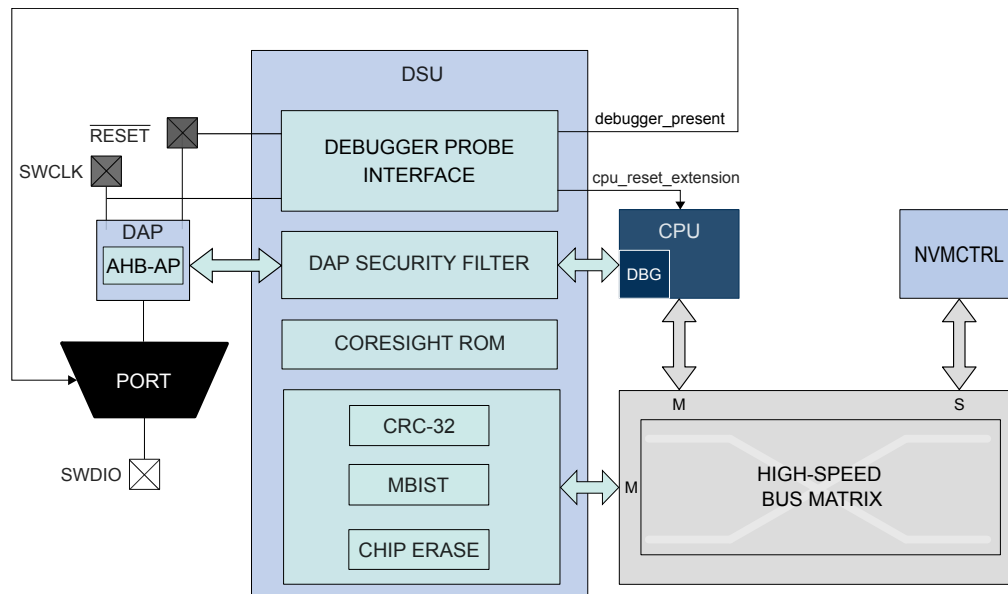 DSU
debugger_present
RESET
DEBUGGER PROBE
INTERFACE
SWCLK
cpu_reset_extension
DAP
CPU
AHB-AP
DAP SECURITY FILTER
DBG
NVMCTRL
CORESIGHT ROM
PORT
M
S
CRC-32
SWDIO
MBIST
M
HIGH-SPEED
BUS MATRIX
CHIP ERASE